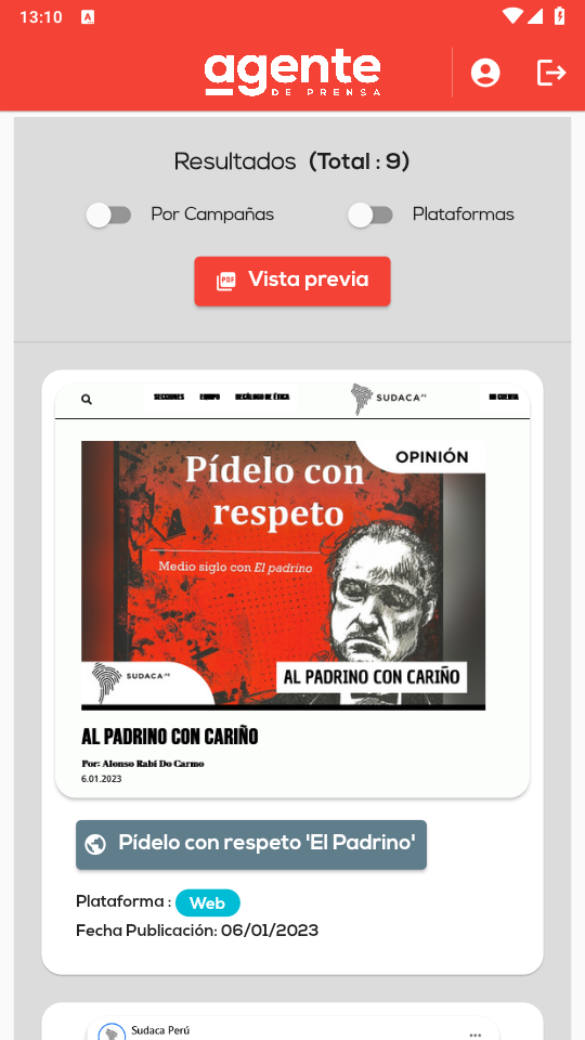 13:10
agente
DE PRENSA
Resultados (Total : 9)
Por Campañas Plataformas
PDF Vista previa
SECCIONES EQUIPO DECÁLOGO DE ÉTICA SUDACA.PE MI CUENTA
OPINIÓN
Pídelo con
respeto
Medio siglo con El padrino
SUDACA.PE
AL PADRINO CON CARIÑO
AL PADRINO CON CARIÑO
Por: Alonso Rabí Do Carmo
6.01.2023
Pídelo con respeto 'El Padrino'
Plataforma : Web
Fecha Publicación: 06/01/2023
Sudaca Perú